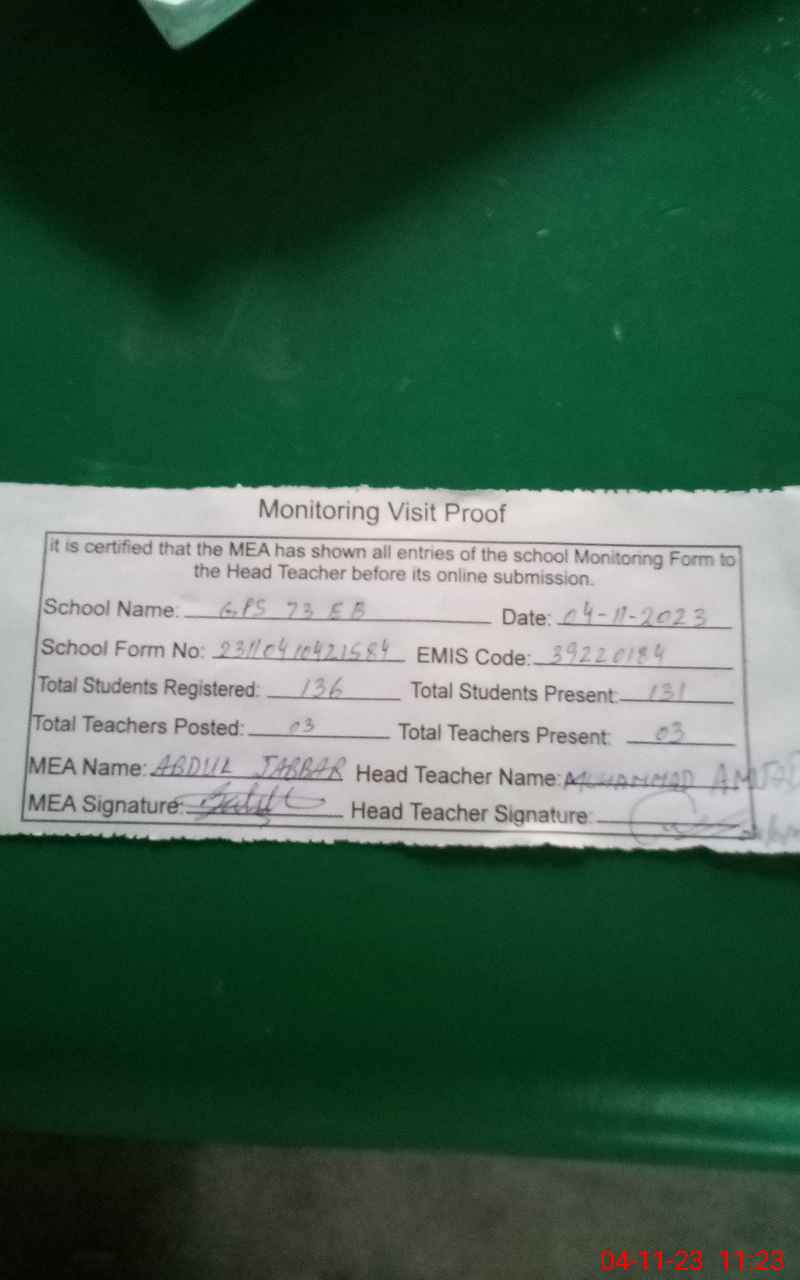 Monitoring Visit Proof
it is certified that the MEA has shown all entries of the school Monitoring Form to
the Head Teacher before its online submission.
School Name: GPS 73 EB Date: 04-11-2023
School Form No: EMIS Code: 39220184
Total Students Registered: 136 Total Students Present: 131
Total Teachers Posted: 03 Total Teachers Present: 03
MEA Name: ABDUL JABBAR Head Teacher Name: MUHAMMAD AMJAD
MEA Signature: Head Teacher Signature:
04-11-23 11:23